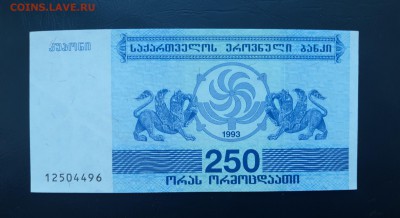 COINS.LAVE.RU
კუპონი
საქართველოს ეროვნული ბანკი
1993
250
12504496
ორას ორმოცდაათი